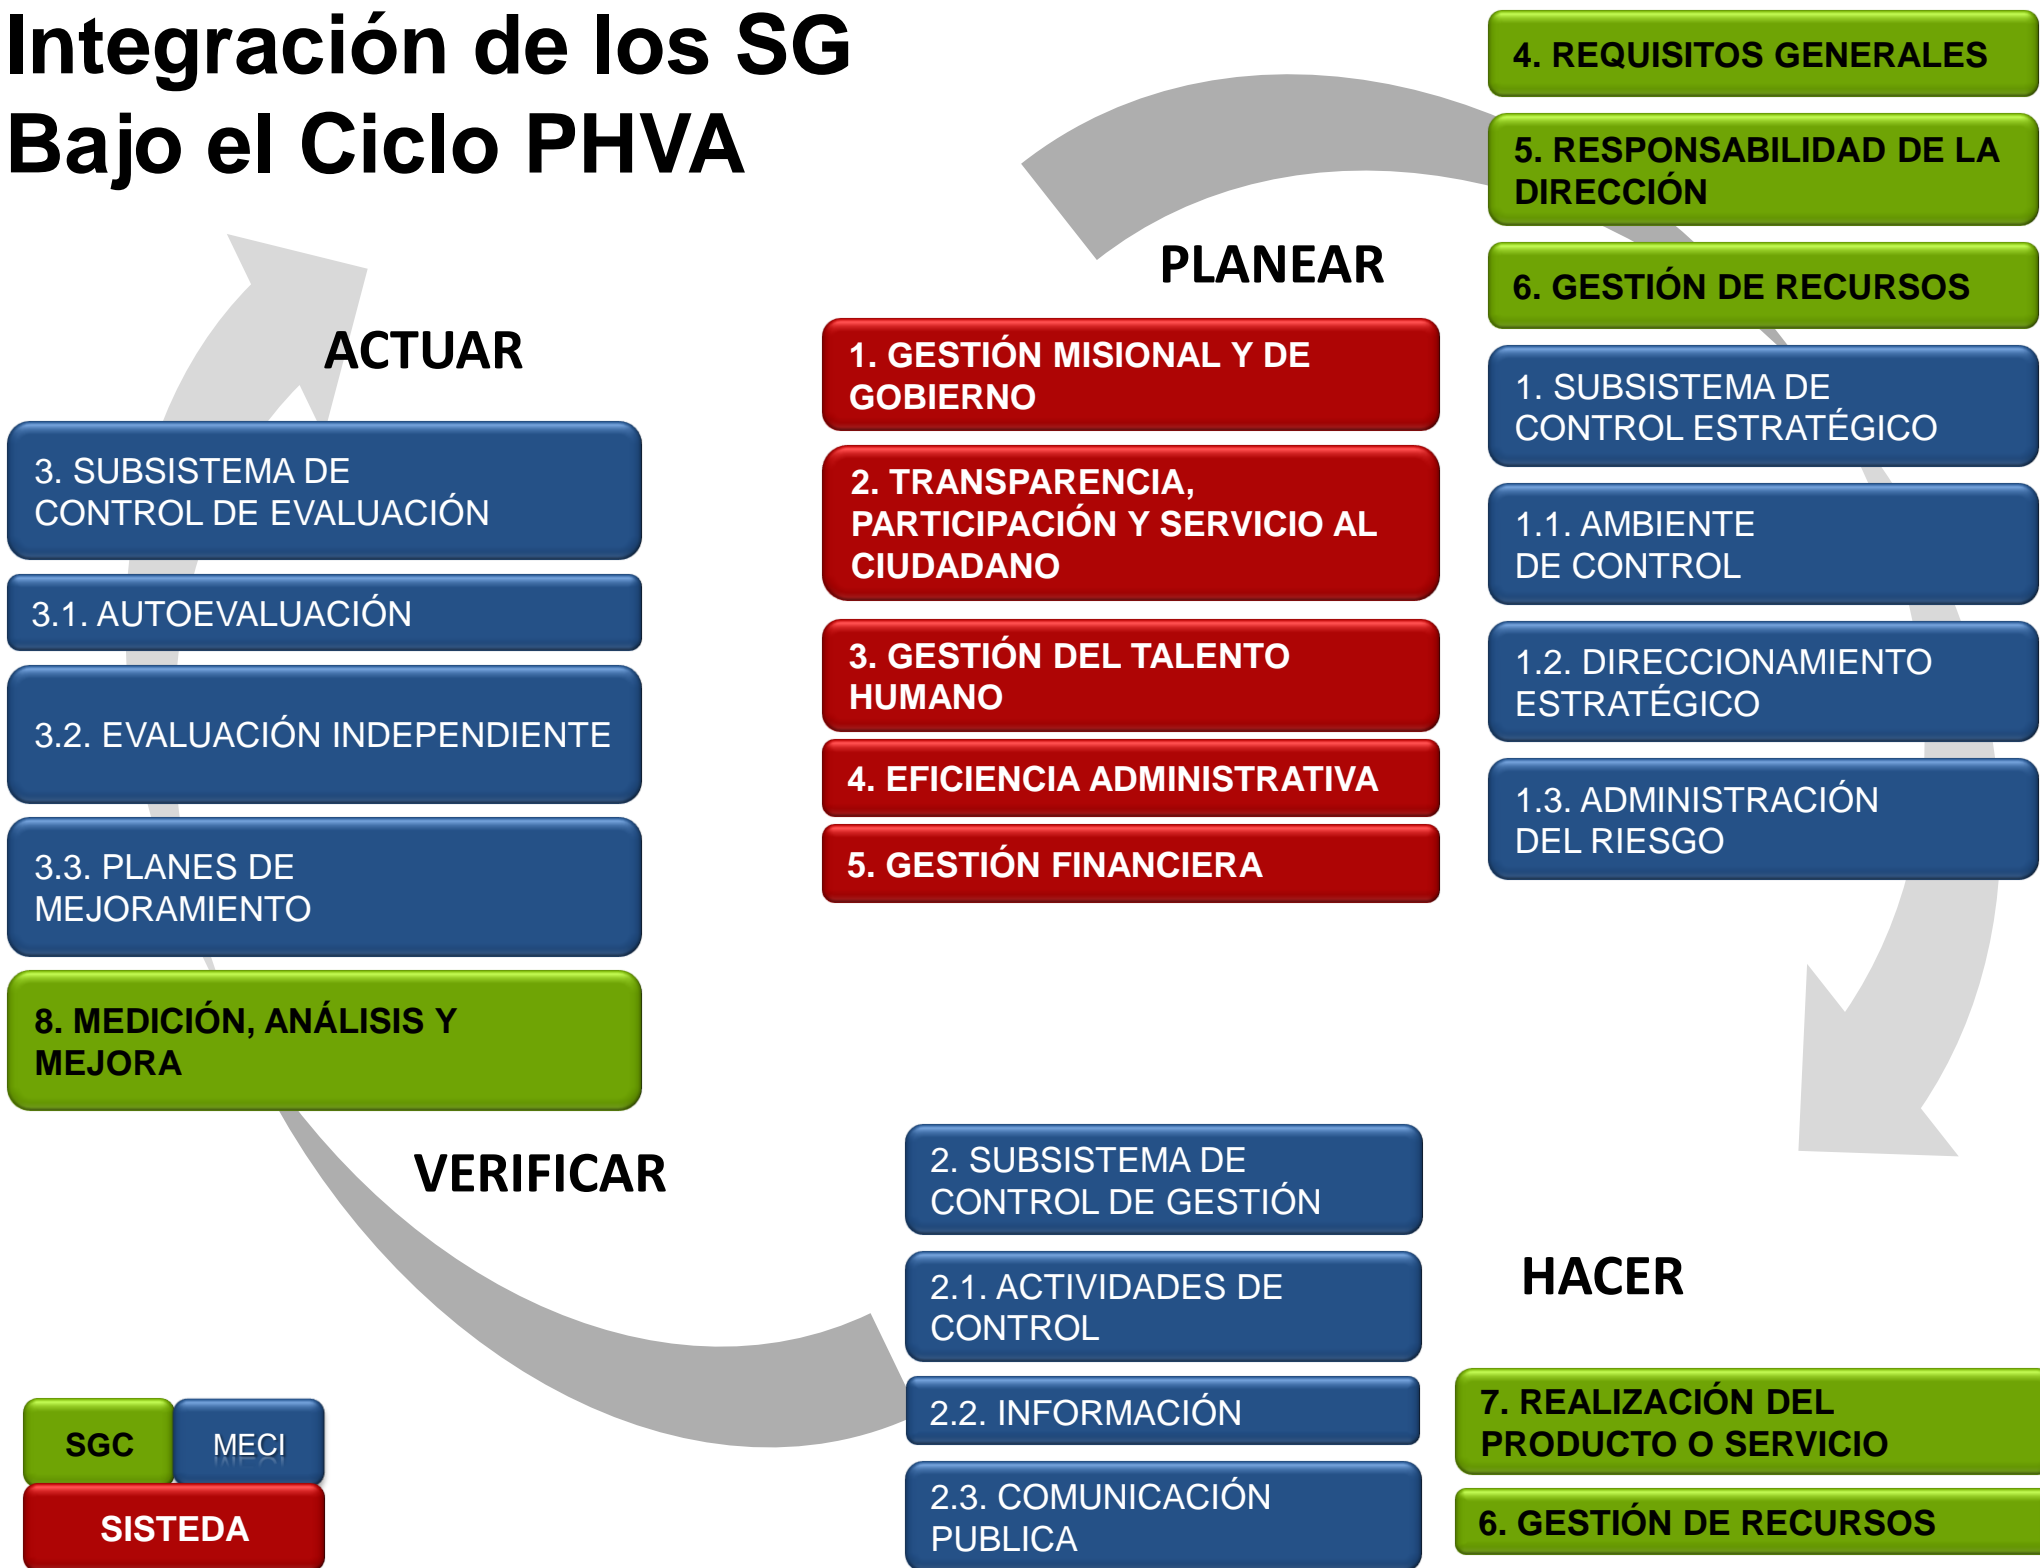 Integración de los SG
Bajo el Ciclo PHVA
4. REQUISITOS GENERALES
5. RESPONSABILIDAD DE LA
DIRECCIÓN
6. GESTIÓN DE RECURSOS
PLANEAR
1. GESTIÓN MISIONAL Y DE
GOBIERNO
2. TRANSPARENCIA,
PARTICIPACIÓN Y SERVICIO AL
CIUDADANO
3. GESTIÓN DEL TALENTO
HUMANO
4. EFICIENCIA ADMINISTRATIVA
5. GESTIÓN FINANCIERA
1. SUBSISTEMA DE
CONTROL ESTRATÉGICO
1.1. AMBIENTE
DE CONTROL
1.2. DIRECCIONAMIENTO
ESTRATÉGICO
1.3. ADMINISTRACIÓN
DEL RIESGO
ACTUAR
3. SUBSISTEMA DE
CONTROL DE EVALUACIÓN
3.1. AUTOEVALUACIÓN
3.2. EVALUACIÓN INDEPENDIENTE
3.3. PLANES DE
MEJORAMIENTO
8. MEDICIÓN, ANÁLISIS Y
MEJORA
VERIFICAR
2. SUBSISTEMA DE
CONTROL DE GESTIÓN
2.1. ACTIVIDADES DE
CONTROL
2.2. INFORMACIÓN
2.3. COMUNICACIÓN
PUBLICA
HACER
7. REALIZACIÓN DEL
PRODUCTO O SERVICIO
6. GESTIÓN DE RECURSOS
SGC
MECI
SISTEDA